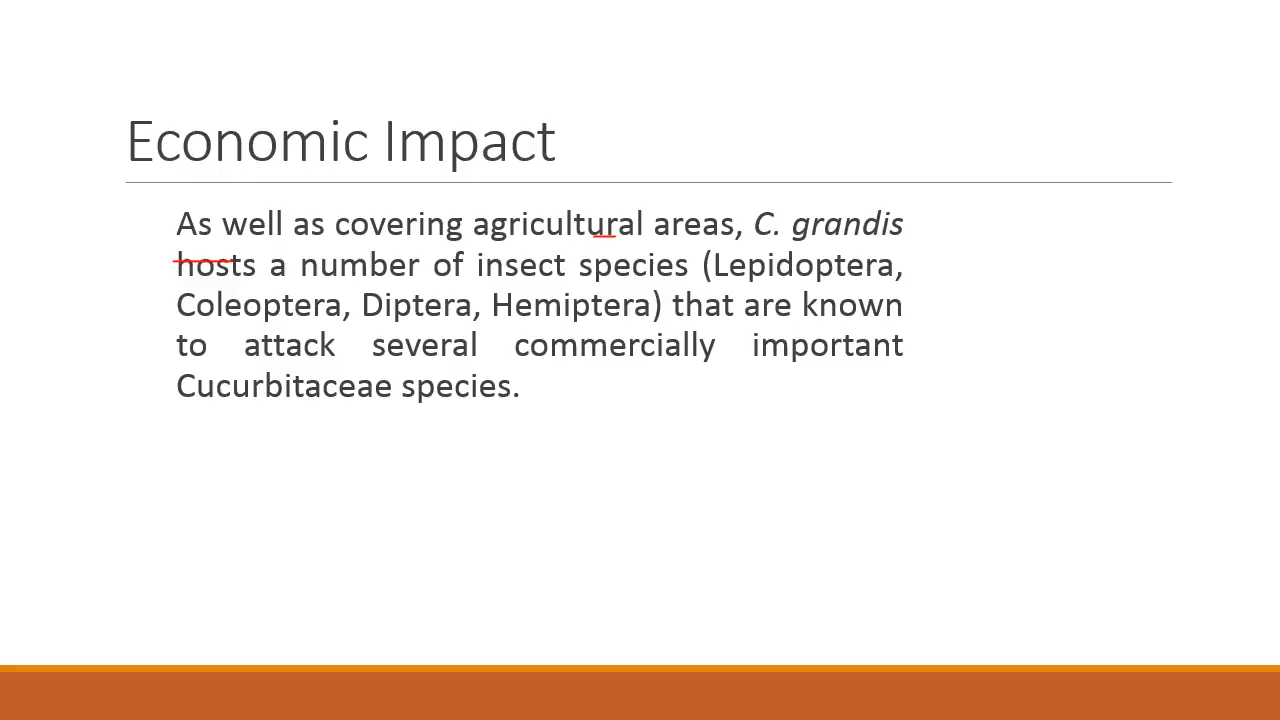 Economic Impact
As well as covering agricultural areas, C. grandis
hosts a number of insect species (Lepidoptera,
Coleoptera, Diptera, Hemiptera) that are known
to attack several commercially important
Cucurbitaceae species.